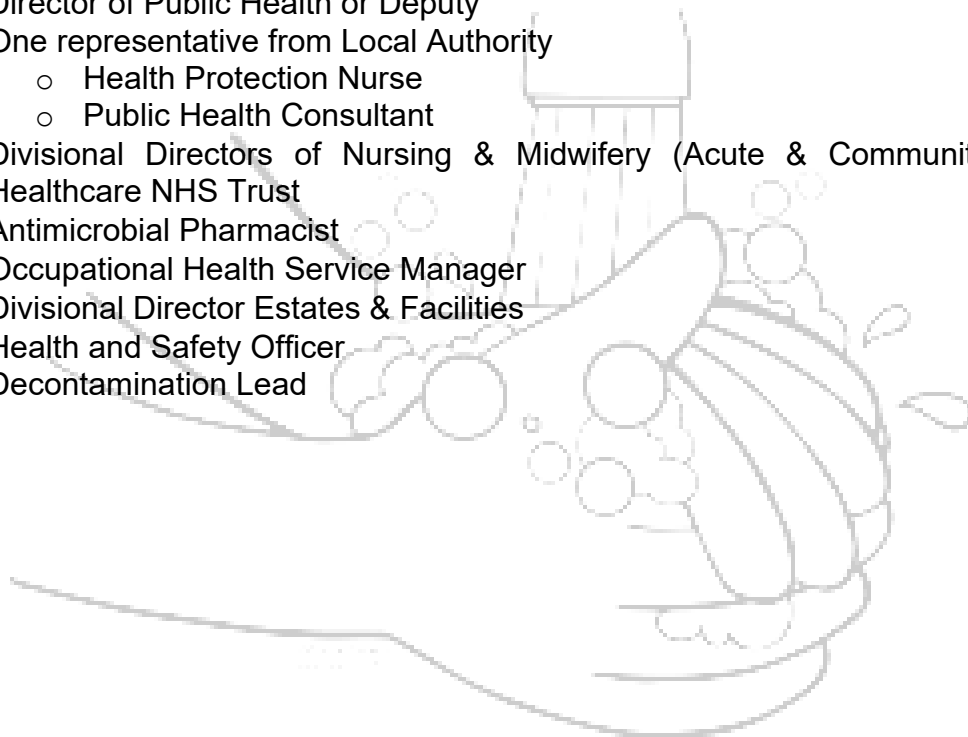 Director of Public Health or Deputy
One representative from Local Authority
o Health Protection Nurse
o Public Health Consultant
Divisional Directors of Nursing & Midwifery (Acute & Communit
Healthcare NHS Trust
Antimicrobial Pharmacist
Occupational Health Service Manager
Divisional Director Estates & Facilities
Health and Safety Officer
Decontamination Lead